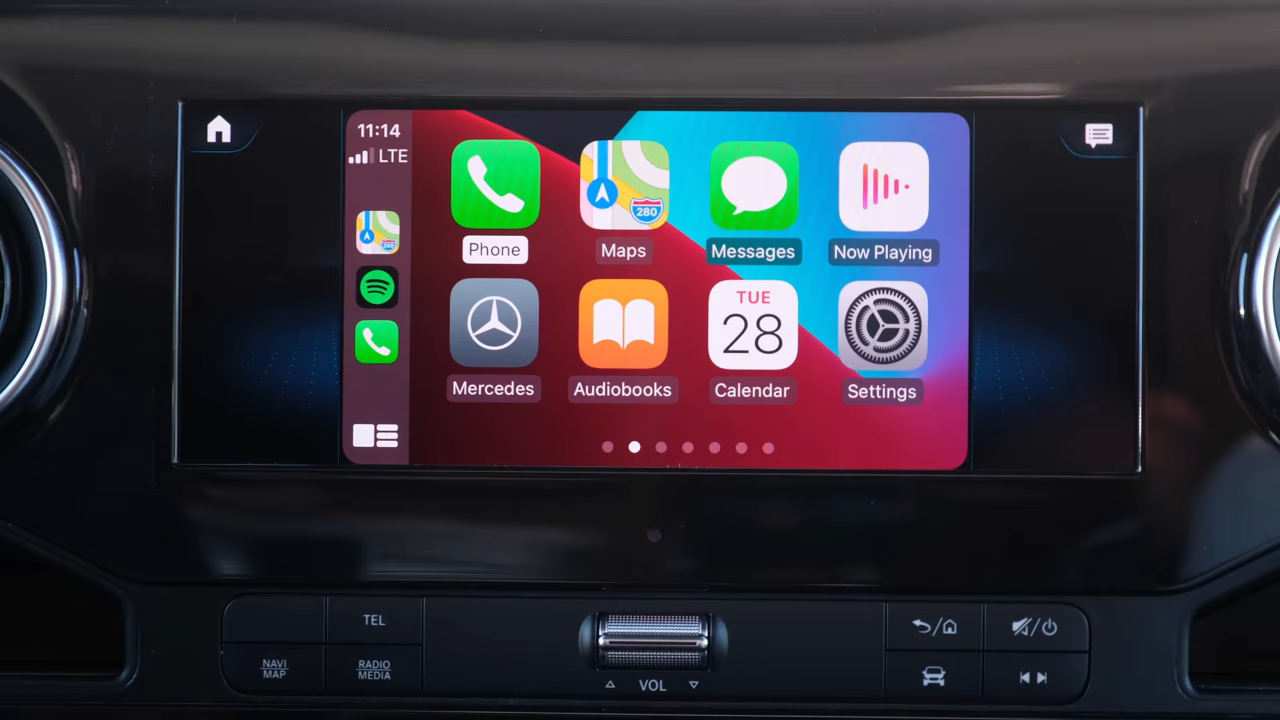 11:14
LTE
280
Phone
Maps
Messages
Now Playing
TUE
28
Mercedes
Audiobooks
Calendar
Settings
TEL
NAVI
MAP
RADIO
MEDIA
VOL